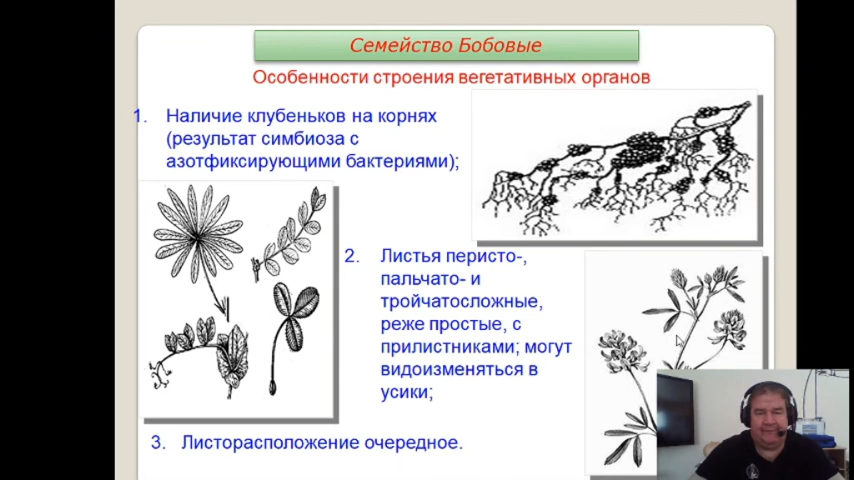 Семейство Бобовые
Особенности строения вегетативных органов
1. Наличие клубеньков на корнях
(результат симбиоза с
азотфиксирующими бактериями);
2. Листья перисто-,
пальчато- и
тройчатосложные,
реже простые, с
прилистниками; могут
видоизменяться в
усики;
3. Листорасположение очередное.